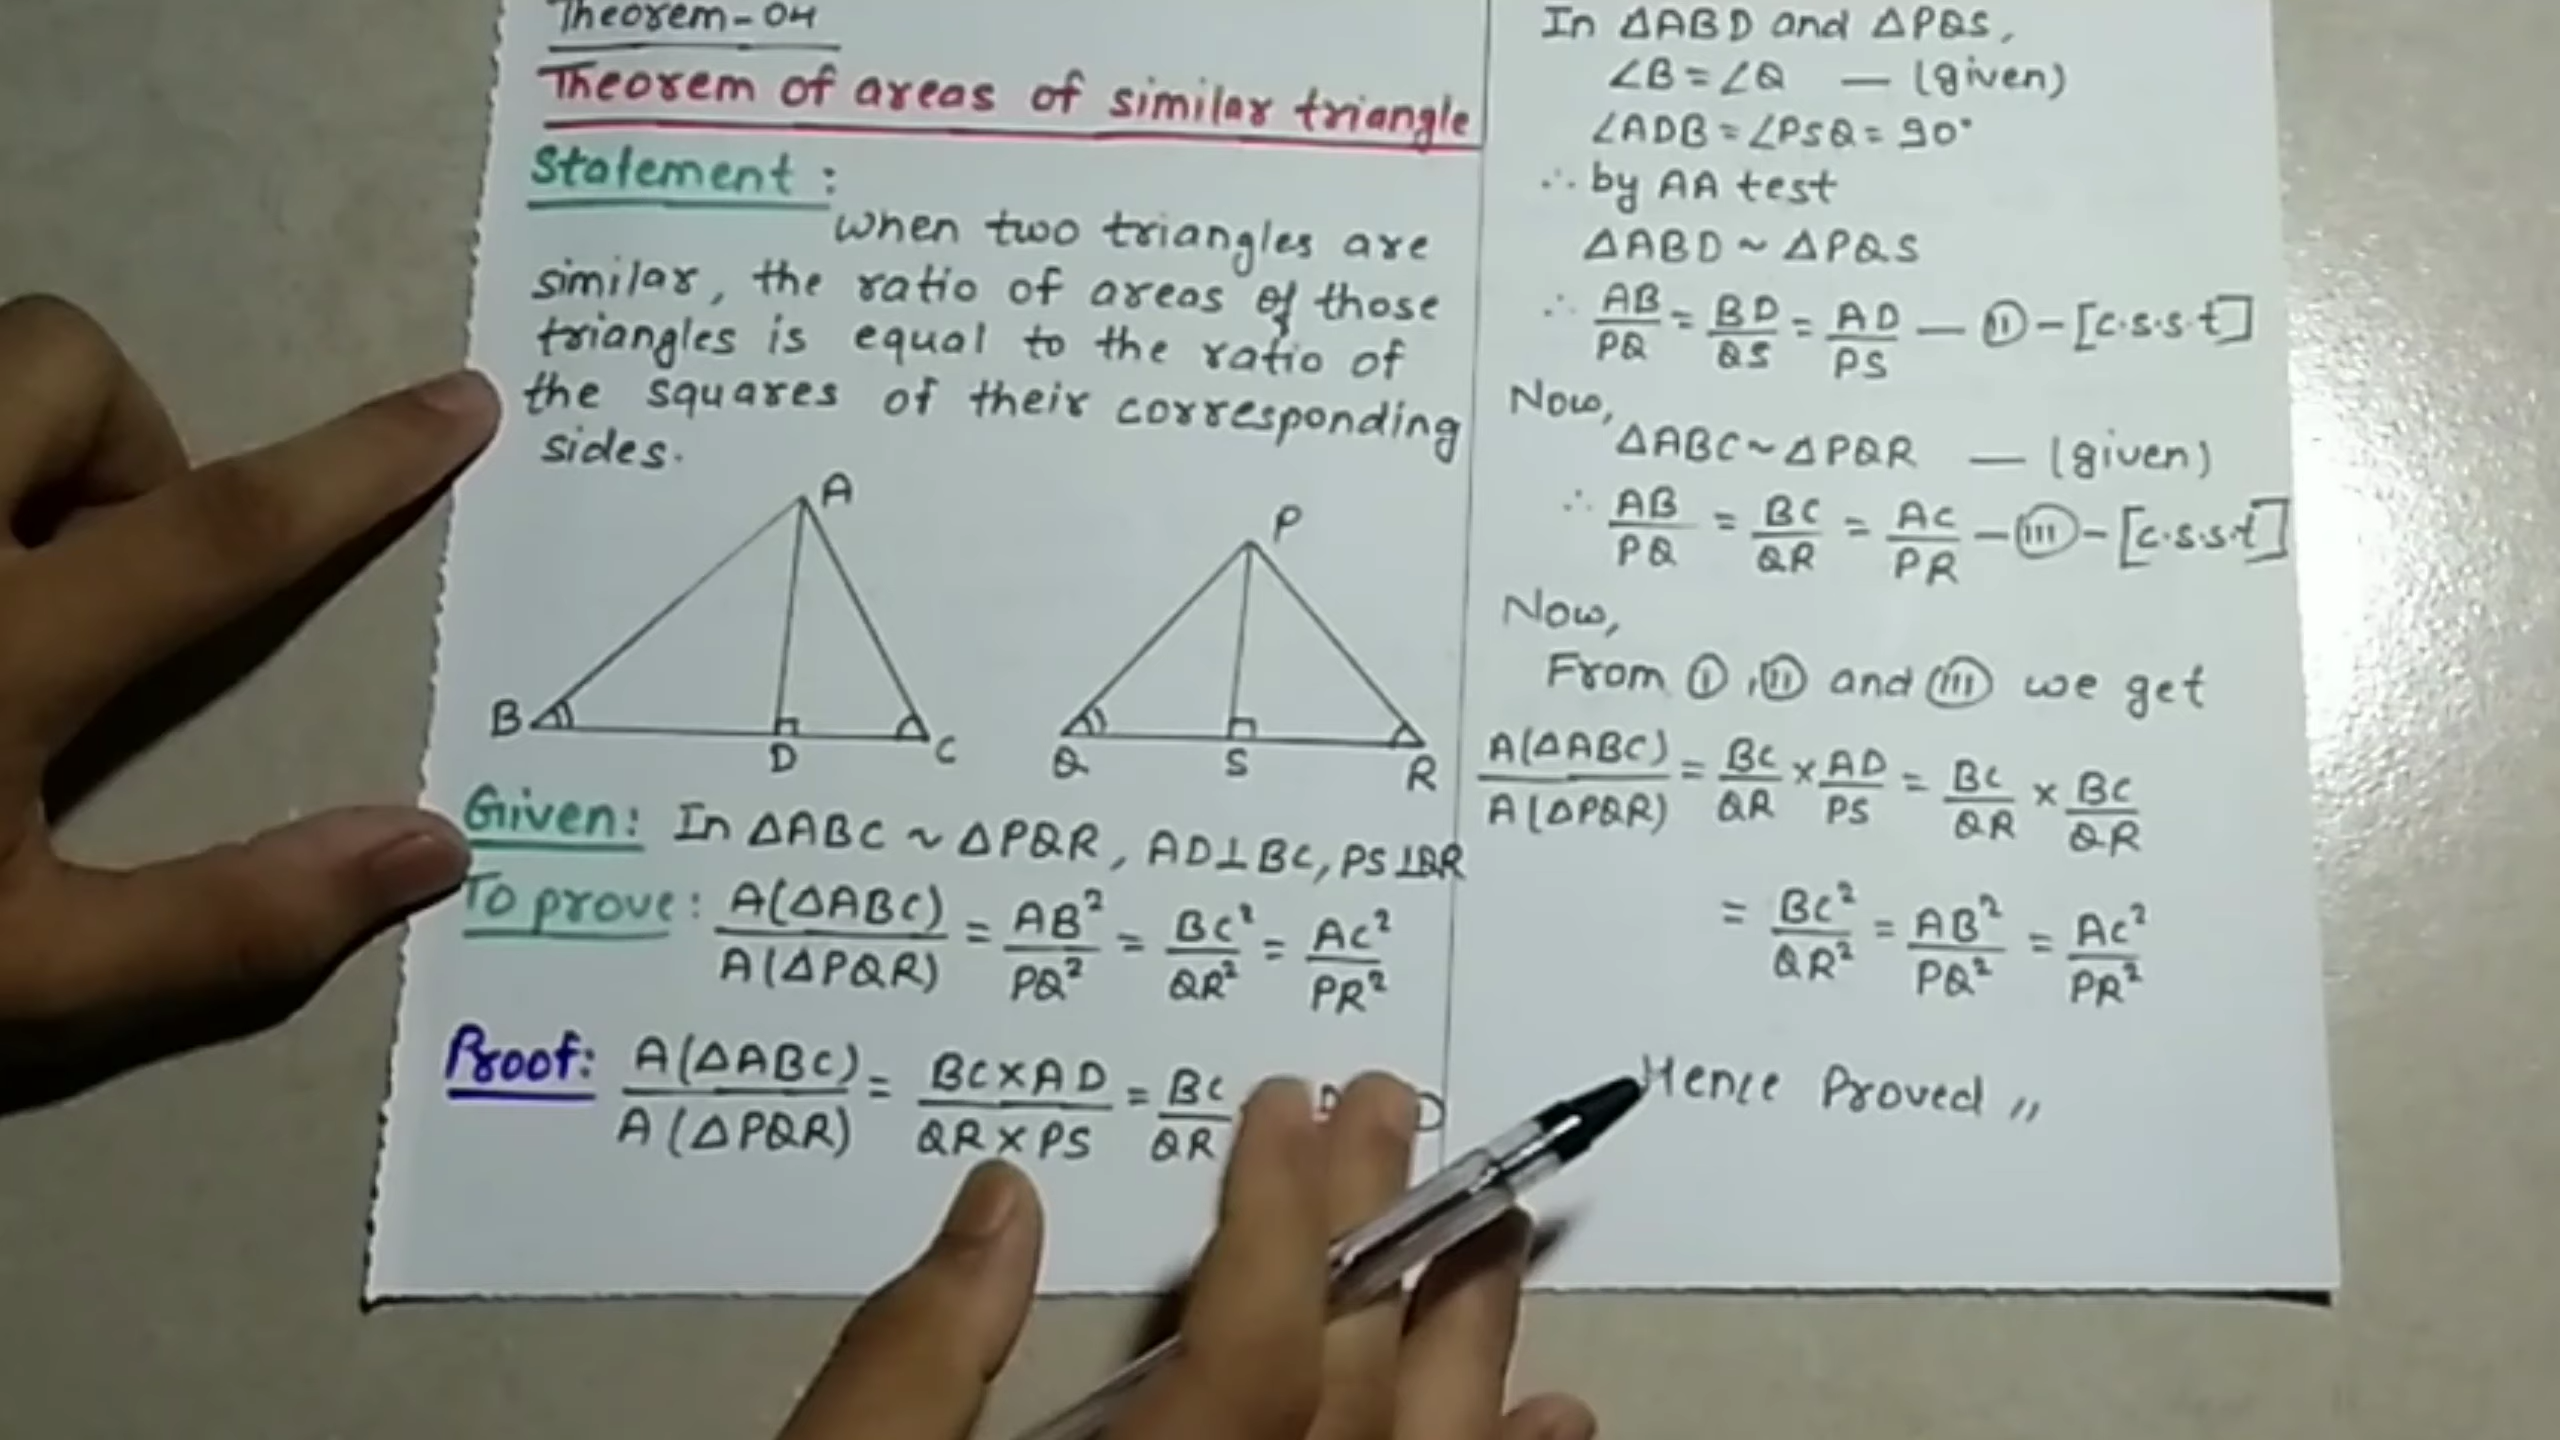 Theorem-04
Theorem of areas of similar triangle
Statement:
When two triangles are
similar, the ratio of areas of those
triangles is equal to the ratio of
the squares of their corresponding
sides.
A
B D C
P
Q S R
Given: In ΔABC ~ ΔPQR, AD⊥BC, PS⊥QR
To prove: A(ΔABC)/A(ΔPQR) = AB²/PQ² = BC²/QR² = AC²/PR²
Proof: A(ΔABC)/A(ΔPQR) = BC×AD/QR×PS = BC/QR
In ΔABD and ΔPQS,
∠B = ∠Q — (given)
∠ADB = ∠PSQ = 90°
∴ by AA test
ΔABD ~ ΔPQS
∴ AB/PQ = BD/QS = AD/PS — (II) – [c.s.s.t]
Now,
ΔABC ~ ΔPQR — (given)
∴ AB/PQ = BC/QR = AC/PR — (III) – [c.s.s.t]
Now,
From (I), (II) and (III) we get
A(ΔABC)/A(ΔPQR) = BC/QR × AD/PS = BC/QR × BC/QR
= BC²/QR² = AB²/PQ² = AC²/PR²
Hence Proved //